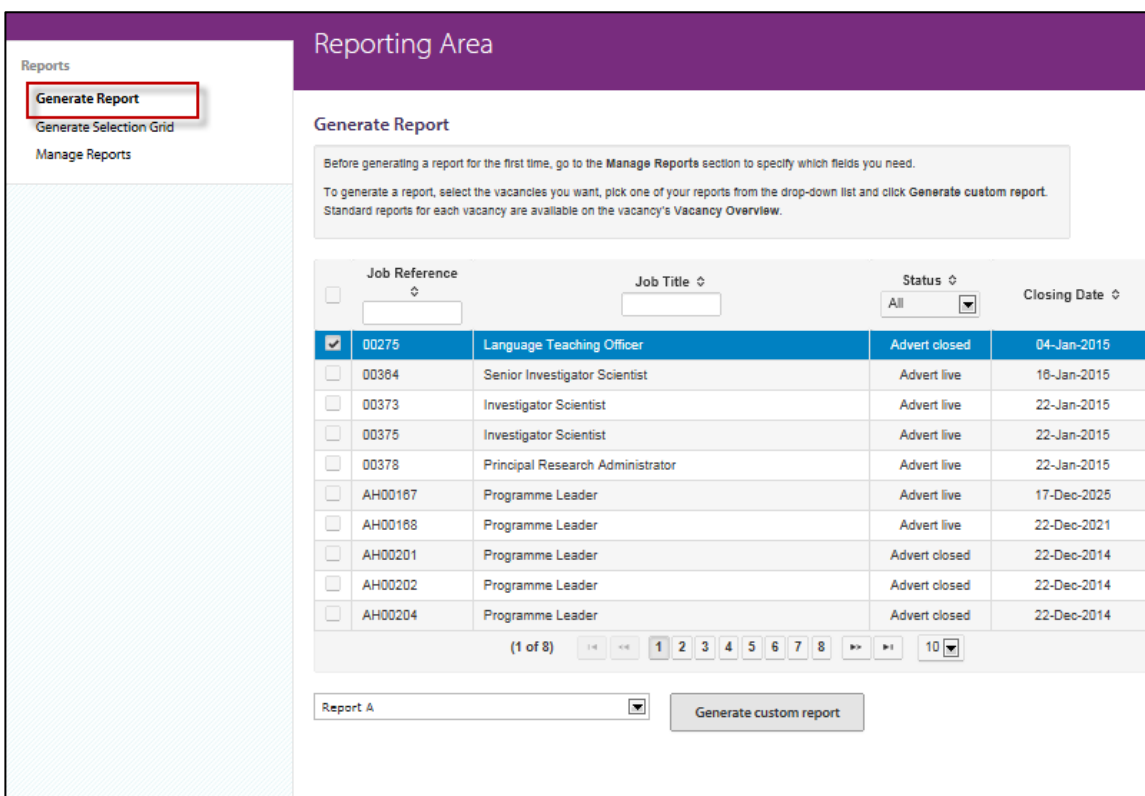 Reporting Area
Reports
Generate Report
Generate Selection Grid
Manage Reports
Generate Report
Before generating a report for the first time, go to the Manage Reports section to specify which fields you need.
To generate a report, select the vacancies you want, pick one of your reports from the drop-down list and click Generate custom report.
Standard reports for each vacancy are available on the vacancy's Vacancy Overview.
Job Reference Job Title Status Closing Date
All
00275 Language Teaching Officer Advert closed 04-Jan-2015
00364 Senior Investigator Scientist Advert live 16-Jan-2015
00373 Investigator Scientist Advert live 22-Jan-2015
00375 Investigator Scientist Advert live 22-Jan-2015
00378 Principal Research Administrator Advert live 22-Jan-2015
AH00167 Programme Leader Advert live 17-Dec-2025
AH00168 Programme Leader Advert live 22-Dec-2021
AH00201 Programme Leader Advert closed 22-Dec-2014
AH00202 Programme Leader Advert closed 22-Dec-2014
AH00204 Programme Leader Advert closed 22-Dec-2014
(1 of 8) 1 2 3 4 5 6 7 8 10
Report A Generate custom report